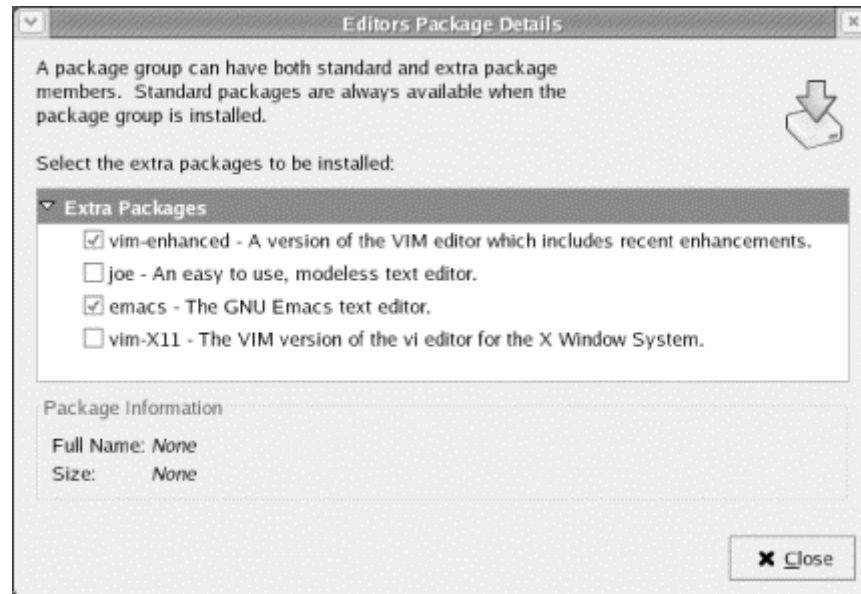 Editors Package Details
A package group can have both standard and extra package
members. Standard packages are always available when the
package group is installed.
Select the extra packages to be installed:
Extra Packages
vim-enhanced - A version of the VIM editor which includes recent enhancements.
joe - An easy to use, modeless text editor.
emacs - The GNU Emacs text editor.
vim-X11 - The VIM version of the vi editor for the X Window System.
Package Information
Full Name: None
Size: None
Close